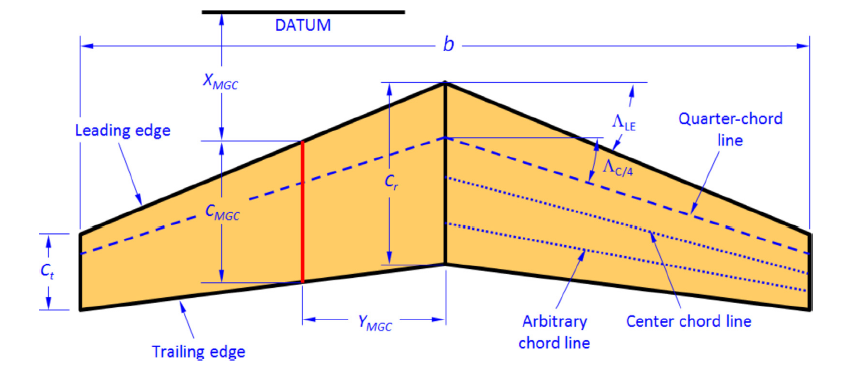 DATUM
b
X_MGC
Leading edge
Λ_LE
Quarter-chord
line
Λ_C/4
C_r
C_MGC
C_t
Y_MGC
Arbitrary
chord line
Center chord line
Trailing edge